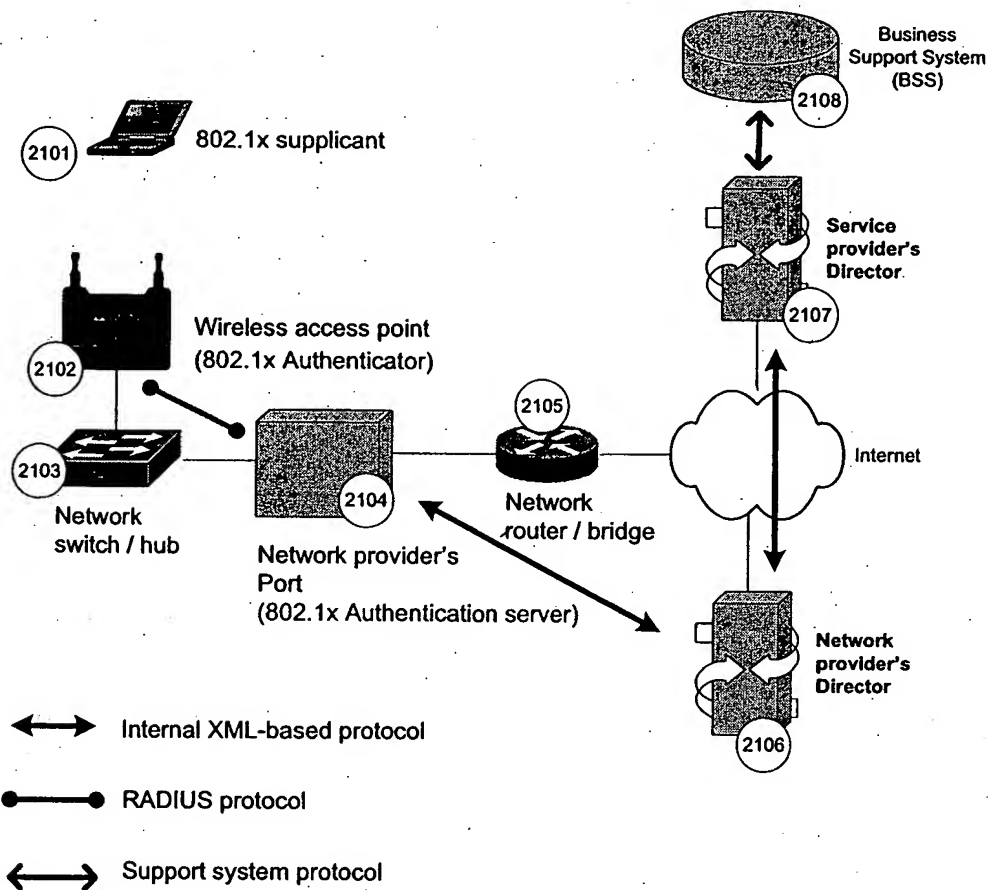 Business
Support System
(BSS)
2108
2101
802.1x supplicant
Service
provider's
Director
2107
Wireless access point
(802.1x Authenticator)
2102
2105
2103
2104
Internet
Network
switch / hub
Network
router / bridge
Network provider's
Port
(802.1x Authentication server)
Network
provider's
Director
2106
Internal XML-based protocol
RADIUS protocol
Support system protocol